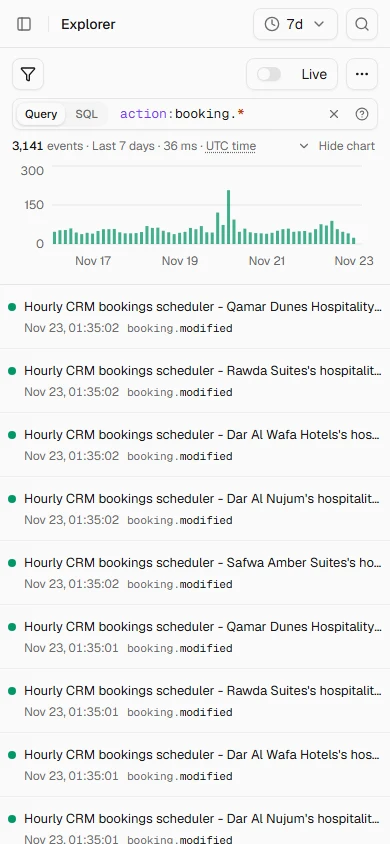 Explorer
7d
Live
Query
SQL
action:booking.*
3,141 events · Last 7 days · 36 ms · UTC time
Hide chart
300
150
0
Nov 17
Nov 19
Nov 21
Nov 23
Hourly CRM bookings scheduler - Qamar Dunes Hospitality…
Nov 23, 01:35:02 booking.modified
Hourly CRM bookings scheduler - Rawda Suites's hospitalit…
Nov 23, 01:35:02 booking.modified
Hourly CRM bookings scheduler - Dar Al Wafa Hotels's hos…
Nov 23, 01:35:02 booking.modified
Hourly CRM bookings scheduler - Dar Al Nujum's hospitalit…
Nov 23, 01:35:02 booking.modified
Hourly CRM bookings scheduler - Safwa Amber Suites's ho…
Nov 23, 01:35:02 booking.modified
Hourly CRM bookings scheduler - Qamar Dunes Hospitality…
Nov 23, 01:35:01 booking.modified
Hourly CRM bookings scheduler - Rawda Suites's hospitalit…
Nov 23, 01:35:01 booking.modified
Hourly CRM bookings scheduler - Dar Al Wafa Hotels's hos…
Nov 23, 01:35:01 booking.modified
Hourly CRM bookings scheduler - Dar Al Nujum's hospitalit…
Nov 23, 01:35:01 booking.modified